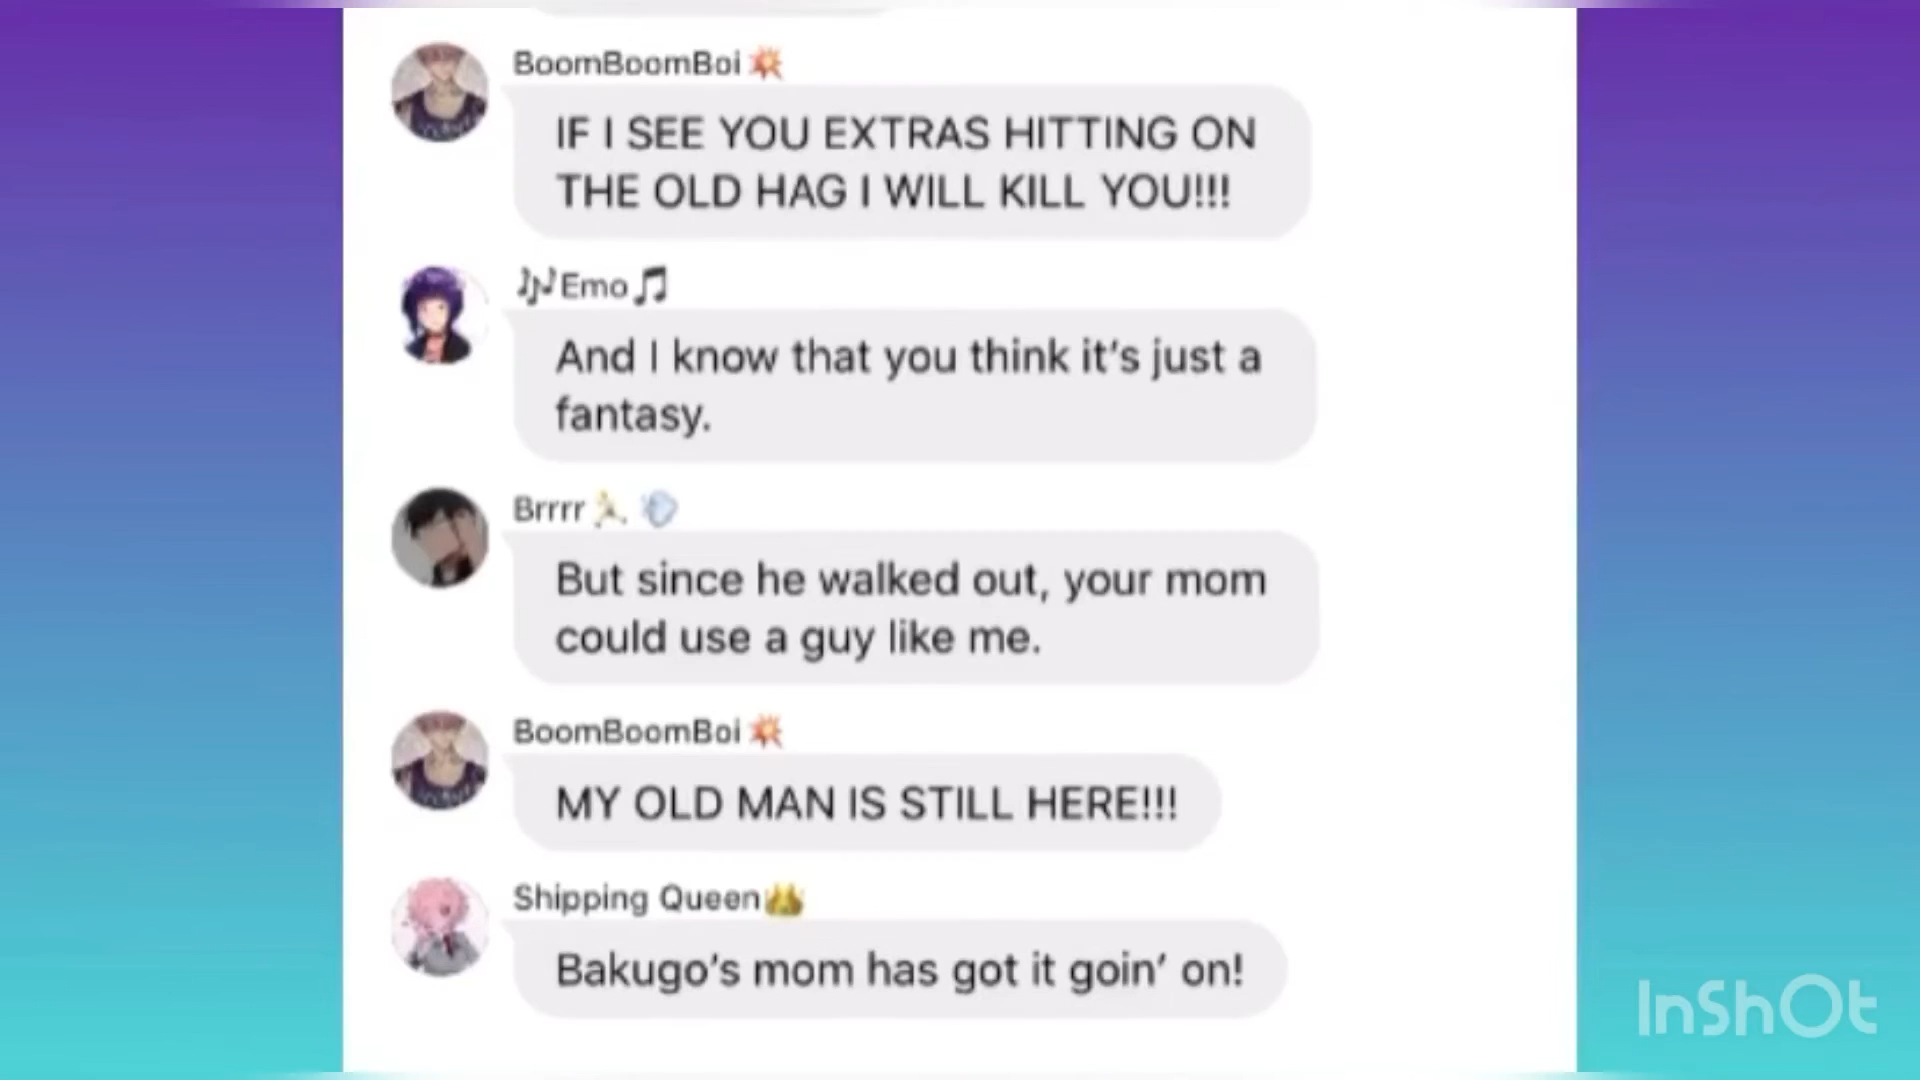 BoomBoomBoi💥
IF I SEE YOU EXTRAS HITTING ON
THE OLD HAG I WILL KILL YOU!!!
🎶Emo🎵
And I know that you think it's just a
fantasy.
Brrrr🏃💨
But since he walked out, your mom
could use a guy like me.
BoomBoomBoi💥
MY OLD MAN IS STILL HERE!!!
Shipping Queen👑
Bakugo's mom has got it goin' on!
InShOt